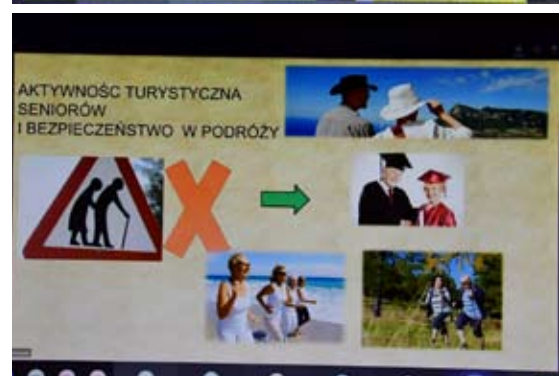 AKTYWNOŚC TURYSTYCZNA
SENIORÓW
I BEZPIECZEŃSTWO W PODRÓŻY